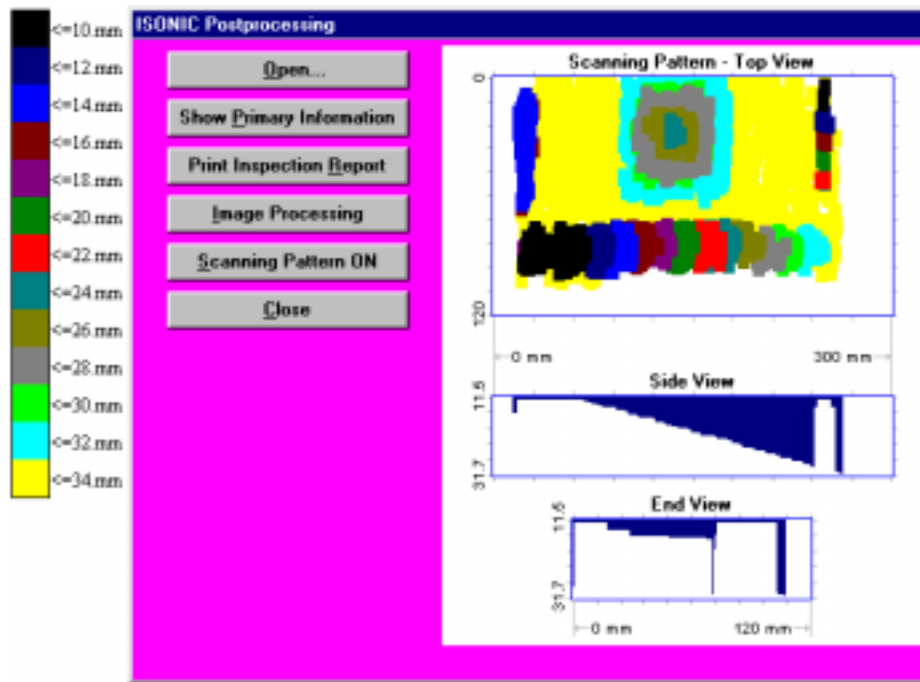 <=10.mm
<=12.mm
<=14.mm
<=16.mm
<=18.mm
<=20.mm
<=22.mm
<=24.mm
<=26.mm
<=28.mm
<=30.mm
<=32.mm
<=34.mm
ISONIC Postprocessing
Open...
Show Primary Information
Print Inspection Report
Image Processing
Scanning Pattern ON
Close
Scanning Pattern - Top View
0
120
0 mm 300 mm
Side View
11.6
31.7
End View
11.6
31.7
0 mm 120 mm